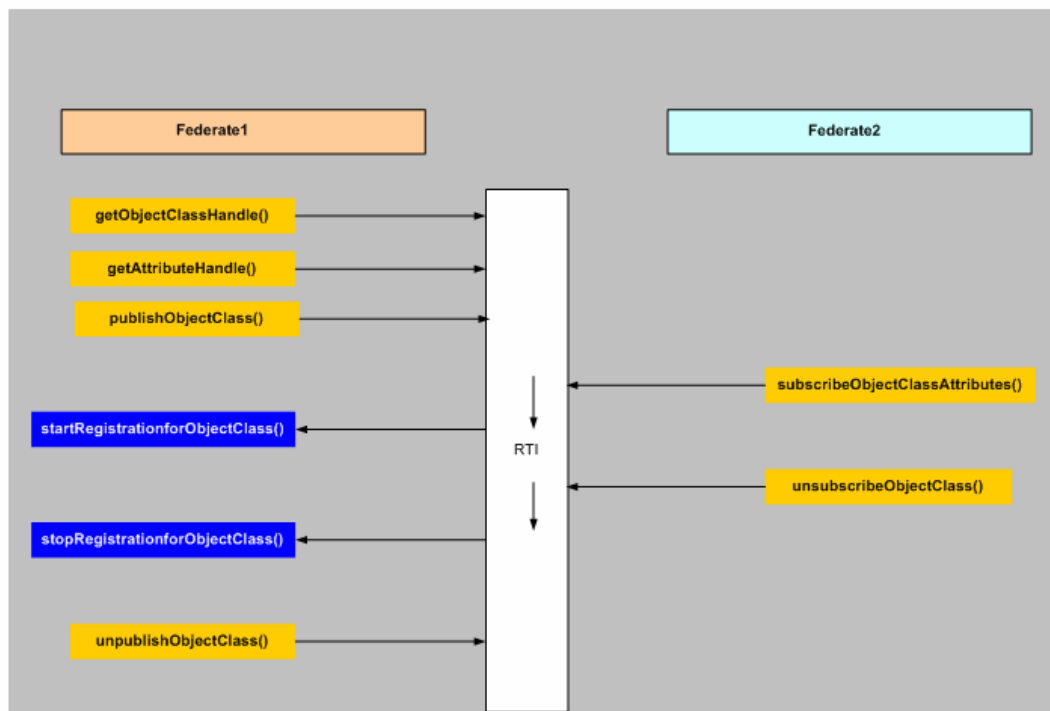 Federate1
Federate2
getObjectClassHandle()
getAttributeHandle()
publishObjectClass()
subscribeObjectClassAttributes()
startRegistrationforObjectClass()
RTI
unsubscribeObjectClass()
stopRegistrationforObjectClass()
unpublishObjectClass()